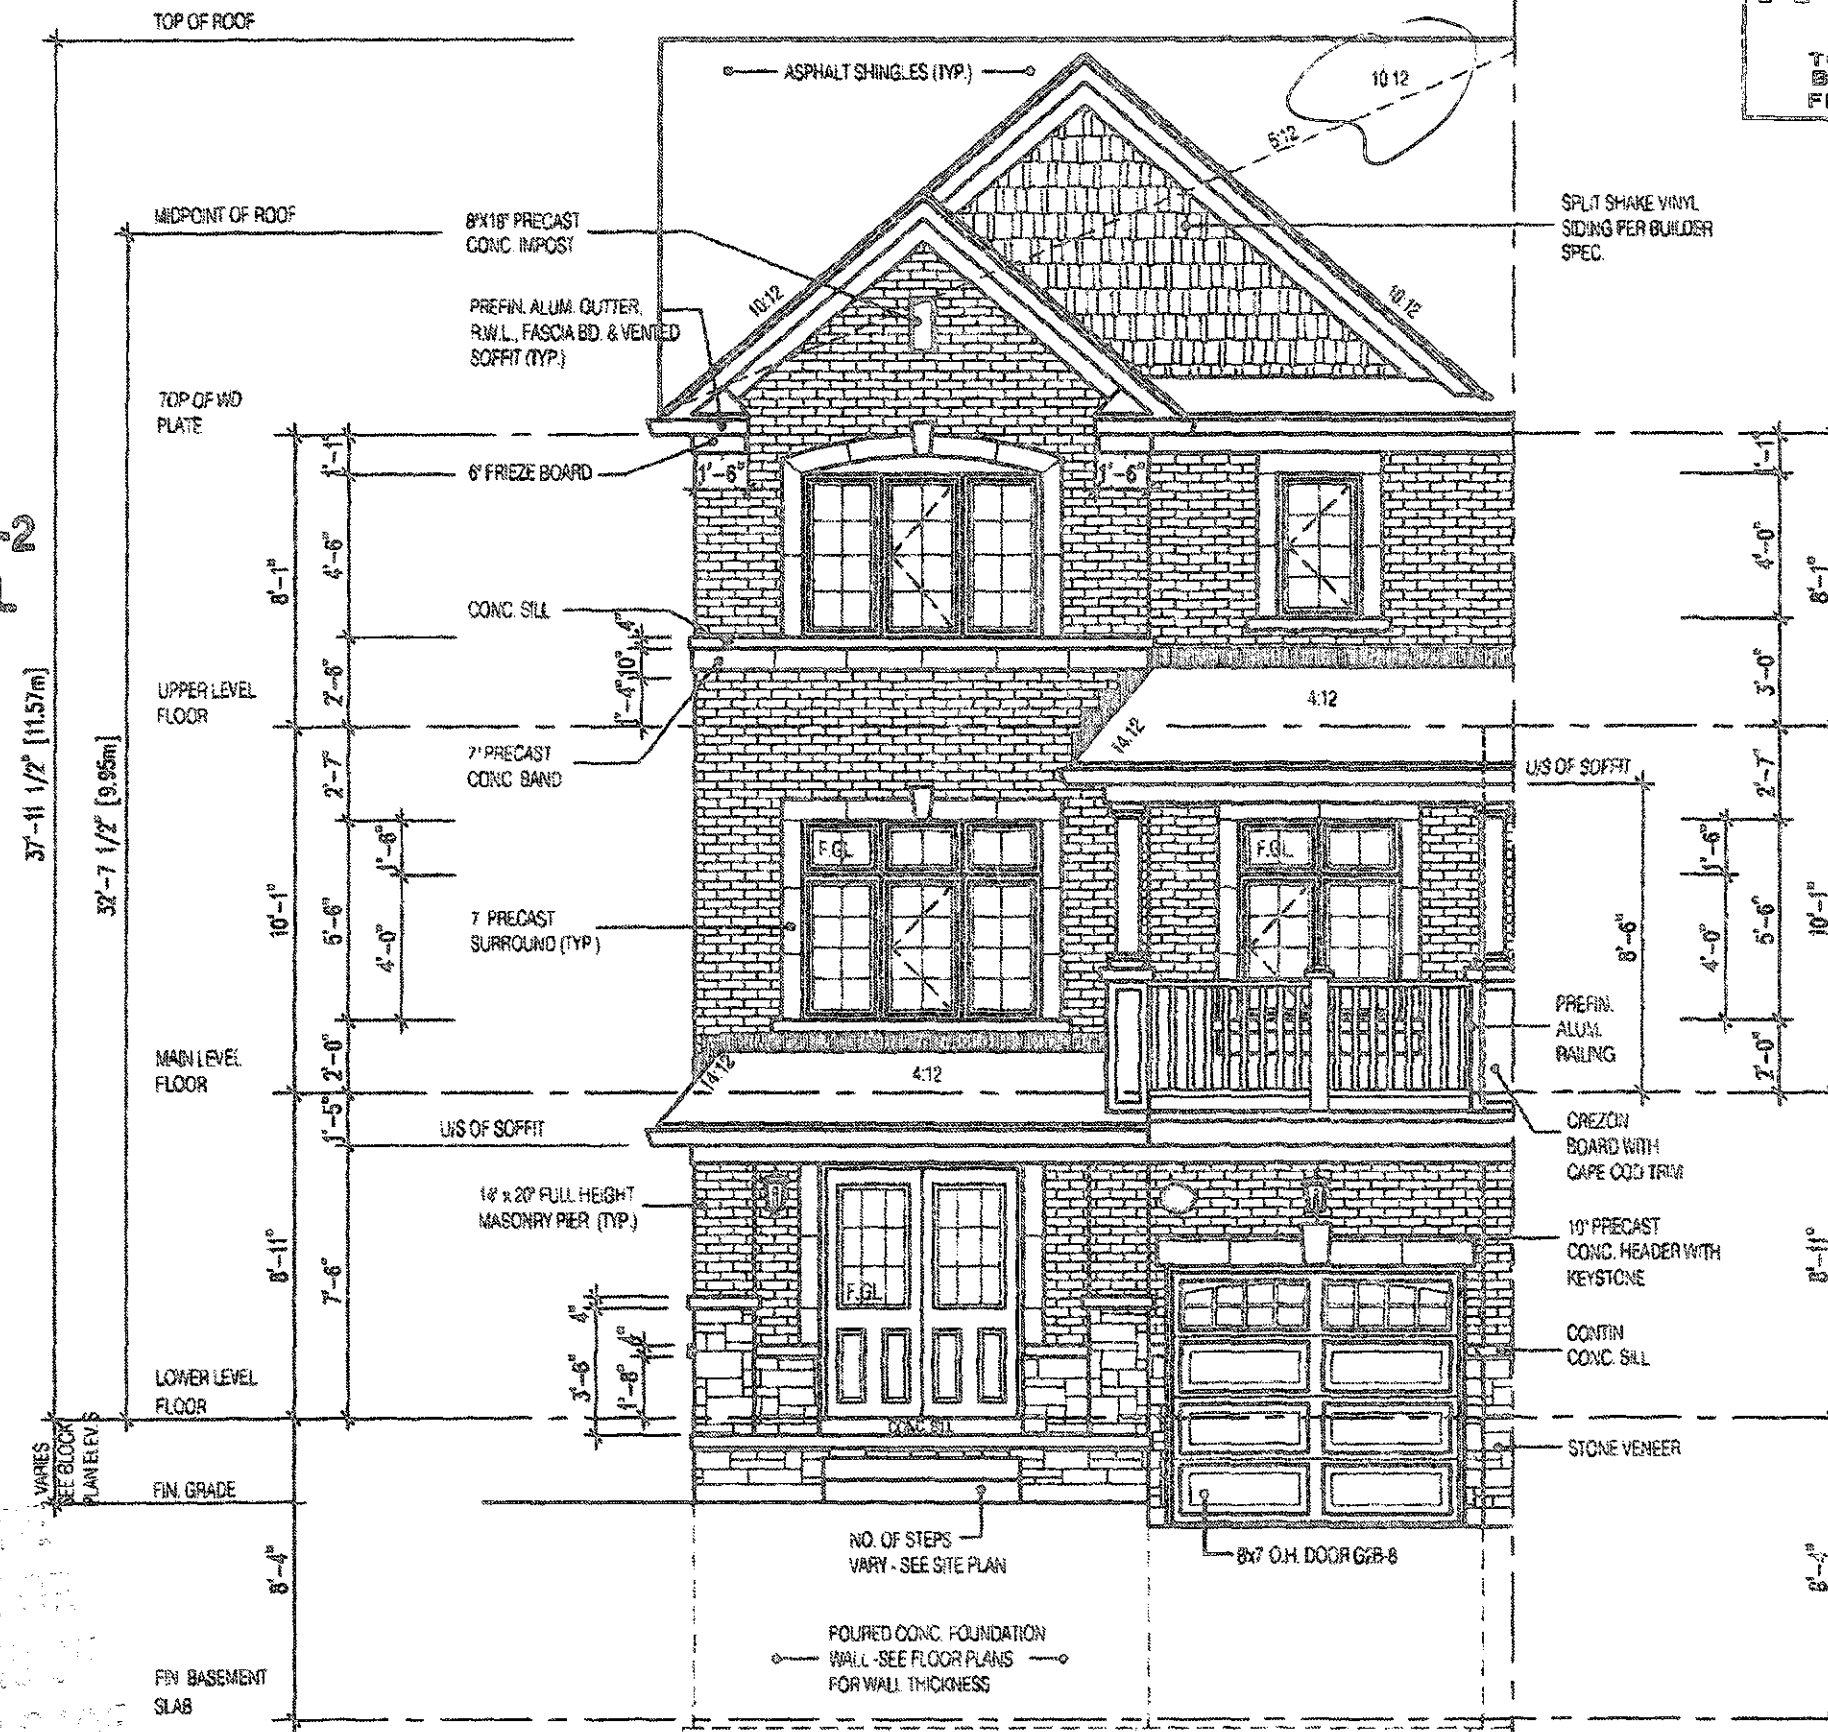 TOP OF ROOF
ASPHALT SHINGLES (TYP.)
10 12
5:12
MIDPOINT OF ROOF
8"X18" PRECAST
CONC. IMPOST
SPLIT SHAKE VINYL
SIDING PER BUILDER
SPEC.
10:12
10:12
PREFIN. ALUM. GUTTER,
R.W.L., FASCIA BD. & VENTED
SOFFIT (TYP.)
TOP OF WD
PLATE
1'-1"
6" FRIEZE BOARD
1'-6"
1'-6"
1'-1"
8'-1"
4'-6"
4'-0"
8'-1"
CONC. SILL
4"
10"
1'-4"
2'-6"
3'-0"
UPPER LEVEL
FLOOR
4:12
14:12
37'-11 1/2" [11.57m]
32'-7 1/2" [9.95m]
7" PRECAST
CONC BAND
2'-7"
U/S OF SOFFIT
2'-7"
1'-6"
F.GL.
F.GL.
1'-6"
10'-1"
5'-6"
4'-0"
7 PRECAST
SURROUND (TYP)
8'-6"
4'-0"
5'-6"
10'-1"
PREFIN.
ALUM.
RAILING
MAIN LEVEL
FLOOR
2'-0"
14:12
4:12
2'-0"
1'-5"
U/S OF SOFFIT
CREZON
BOARD WITH
CAPE COD TRIM
FULL HEIGHT
MASONRY PIER (TYP.)
10" PRECAST
CONC. HEADER WITH
KEYSTONE
8'-11"
7'-6"
F.GL.
8'-11"
4"
3'-6"
4"
1'-8"
CONTIN
CONC. SILL
LOWER LEVEL
FLOOR
CONC SILL
VARIES
SEE BLOCK
PLAN ELEV.S
STONE VENEER
FIN. GRADE
NO. OF STEPS
VARY - SEE SITE PLAN
8x7 O.H. DOOR
8'-4"
8'-4"
POURED CONC. FOUNDATION
WALL - SEE FLOOR PLANS
FOR WALL THICKNESS
FIN BASEMENT
SLAB